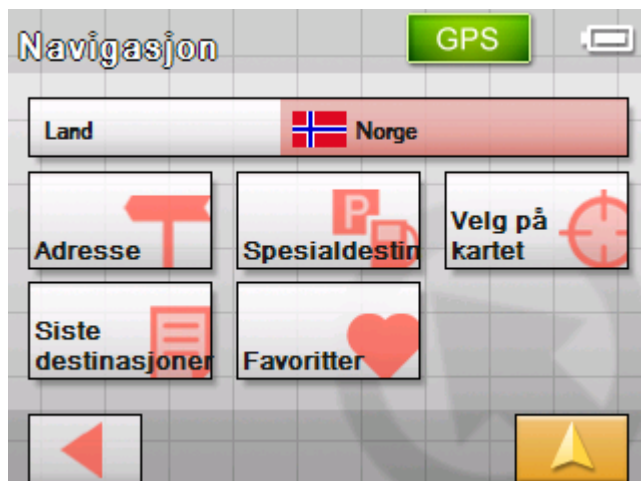 Navigasjon
GPS
Land
Norge
Adresse
Spesialdestin
Velg på
kartet
Siste
destinasjoner
Favoritter